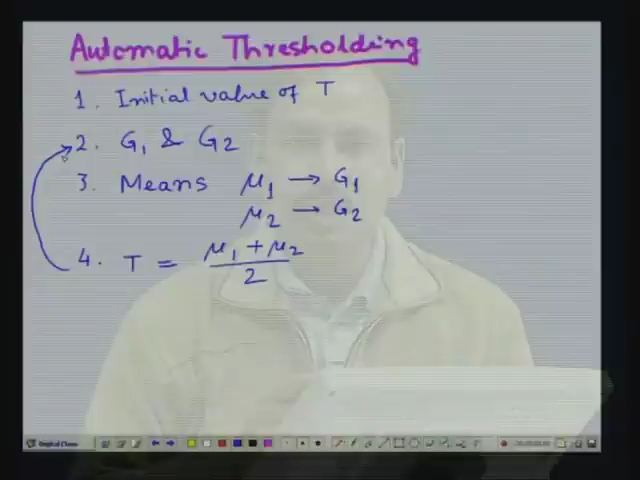 Automatic Thresholding
1. Initial value of T
2. G1 & G2
3. Means μ1 → G1
μ2 → G2
4. T = μ1 + μ2 / 2